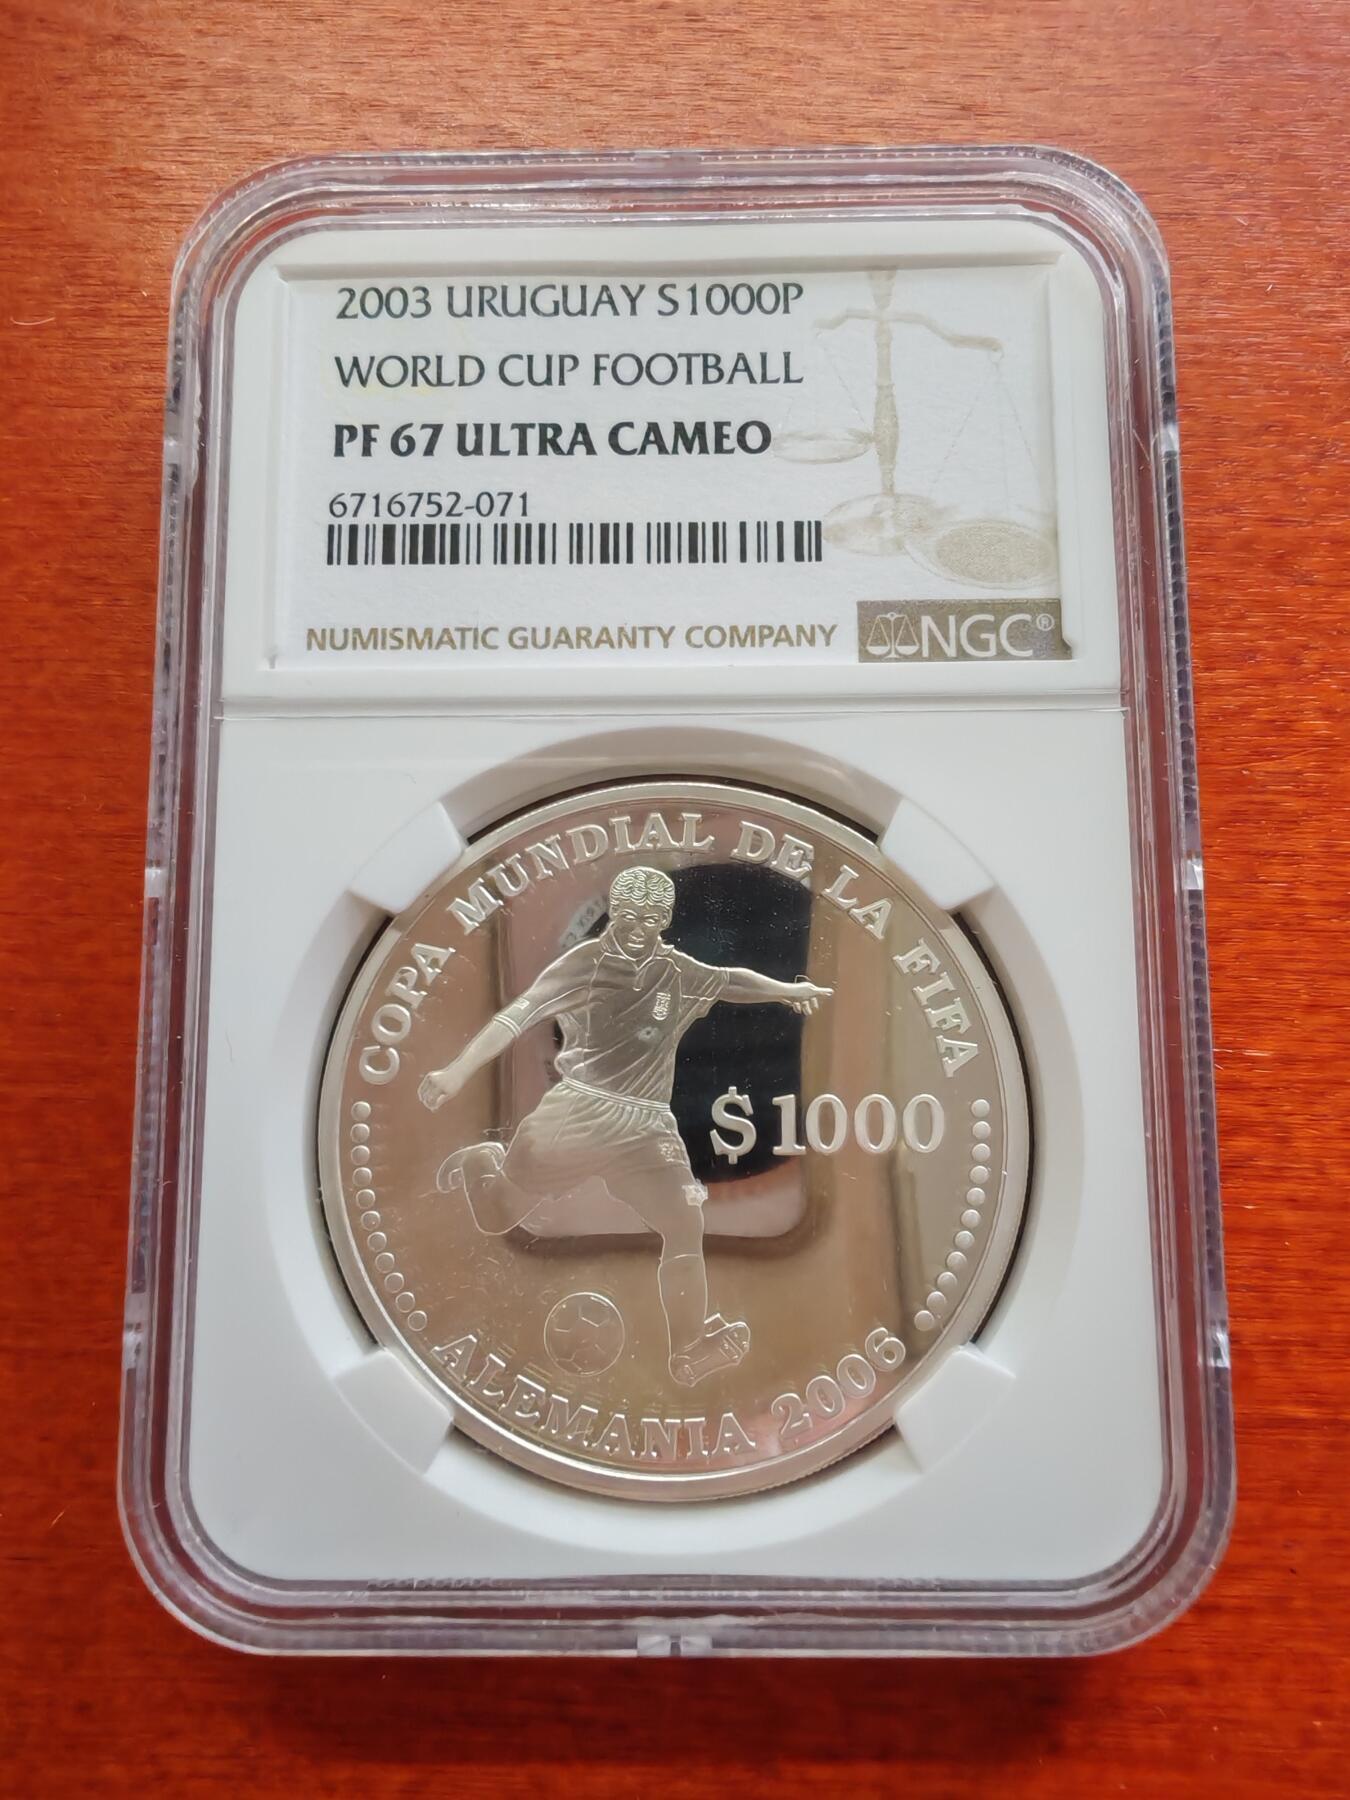 2003 URUGUAY S1000P
WORLD CUP FOOTBALL
PF 67 ULTRA CAMEO
6716752-071
NUMISMATIC GUARANTY COMPANY
NGC®
COPA MUNDIAL DE LA FIFA
$1000
ALEMANIA 2006